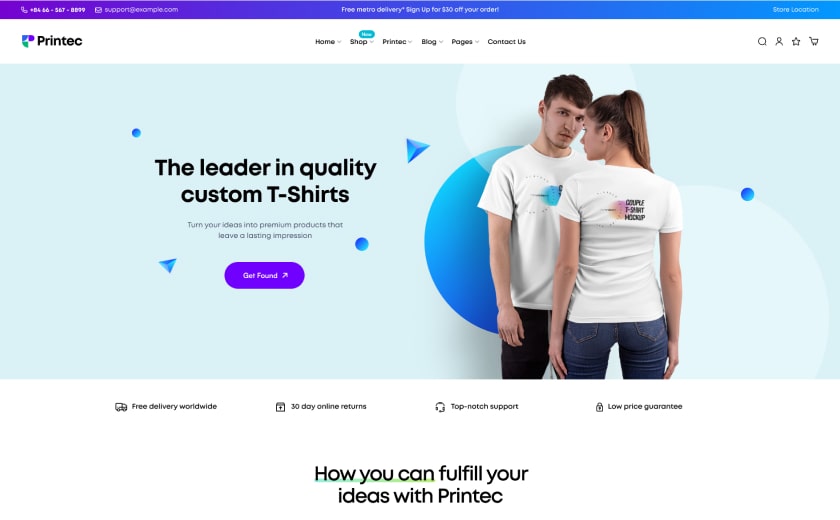 +84 66 - 567 - 8899
support@example.com
Free metro delivery* Sign Up for $30 off your order!
Store Location
Printec
Home
Shop
New
Printec
Blog
Pages
Contact Us
The leader in quality
custom T-Shirts
Turn your ideas into premium products that
leave a lasting impression
Get Found
COUPLE
T-SHIRT
MOCKUP
Free delivery worldwide
30 day online returns
Top-notch support
Low price guarantee
How you can fulfill your
ideas with Printec